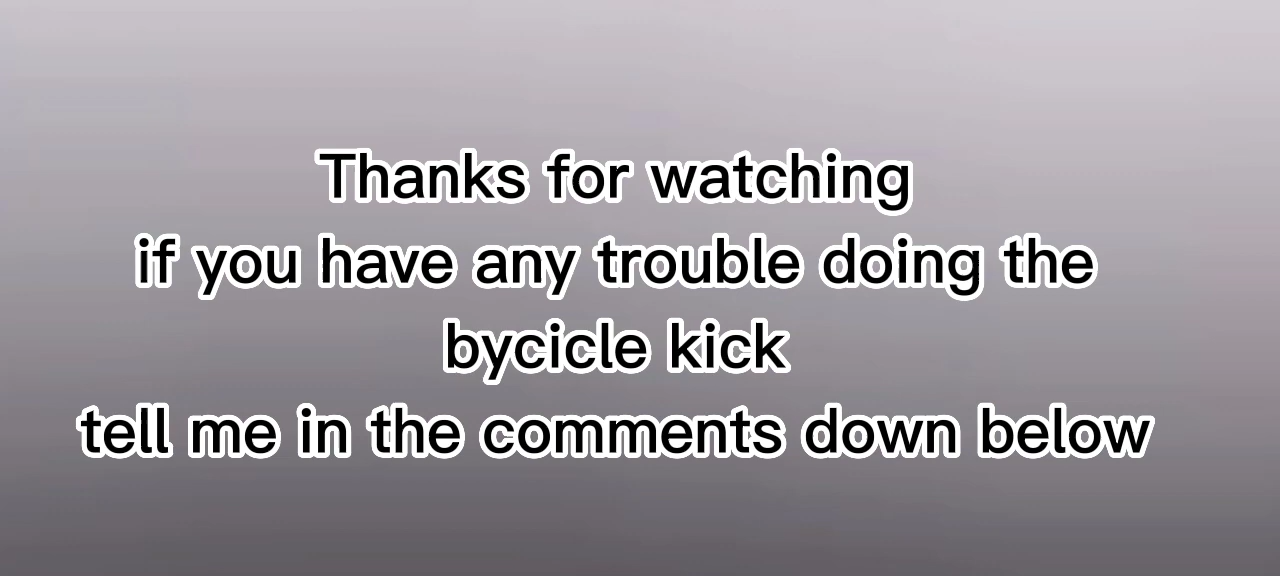 Thanks for watching
if you have any trouble doing the
bycicle kick
tell me in the comments down below